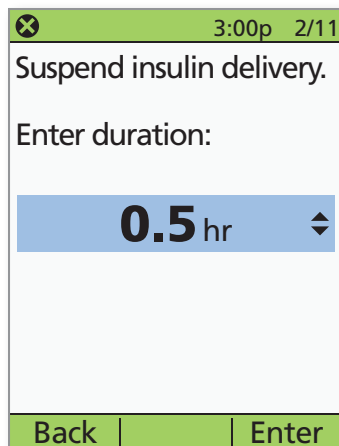 3:00p 2/11
Suspend insulin delivery.
Enter duration:
0.5 hr
Back Enter